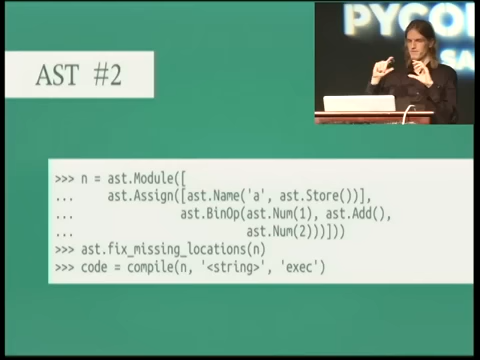 PYCO
SA
AST #2
>>> n = ast.Module([
...     ast.Assign([ast.Name('a', ast.Store())],
...                ast.BinOp(ast.Num(1), ast.Add(),
...                          ast.Num(2)))])
>>> ast.fix_missing_locations(n)
>>> code = compile(n, '<string>', 'exec')